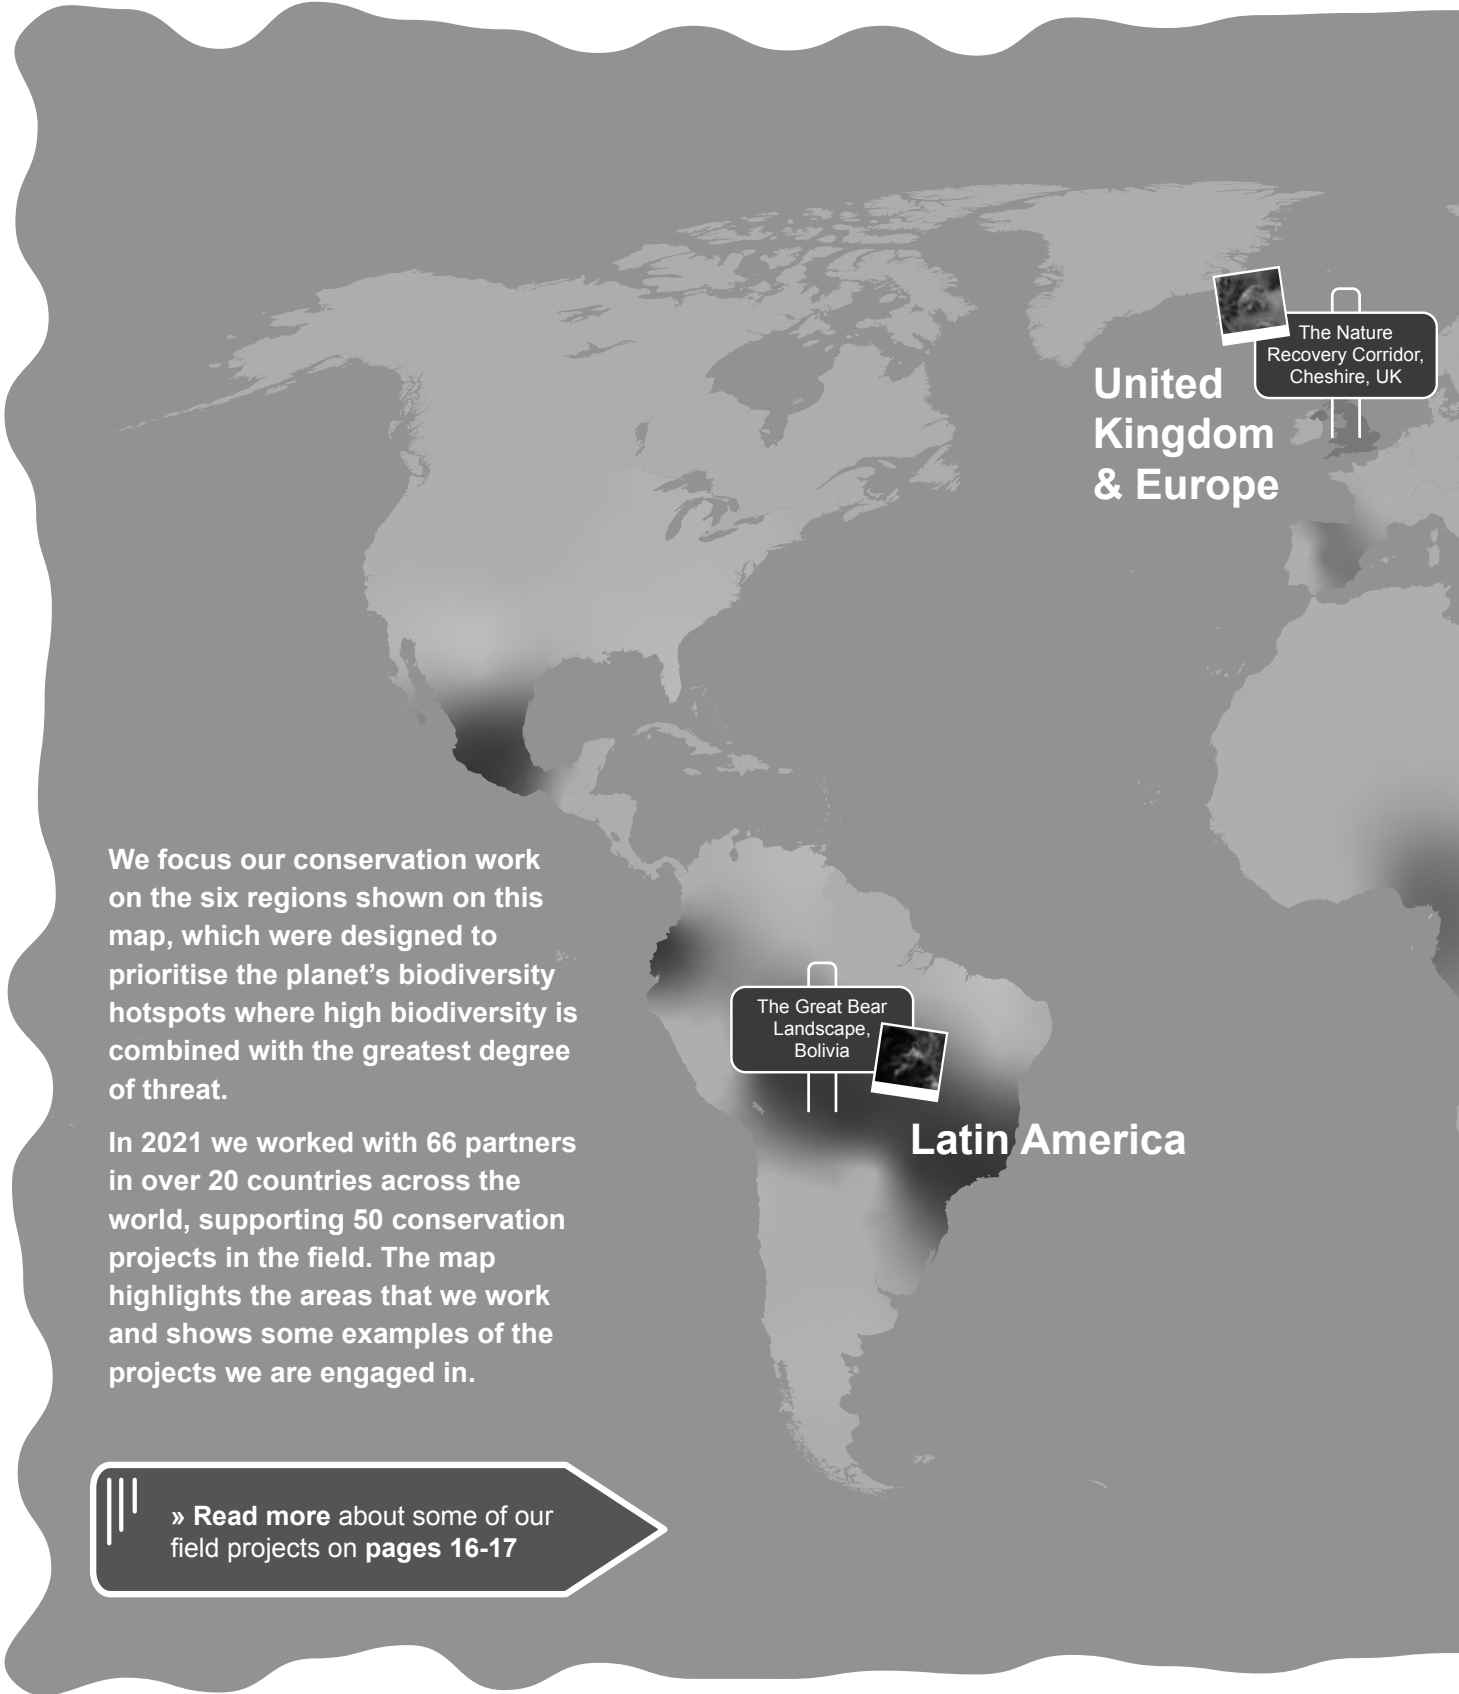 The Nature
Recovery Corridor,
Cheshire, UK
United
Kingdom
& Europe
We focus our conservation work
on the six regions shown on this
map, which were designed to
prioritise the planet's biodiversity
hotspots where high biodiversity is
combined with the greatest degree
of threat.
In 2021 we worked with 66 partners
in over 20 countries across the
world, supporting 50 conservation
projects in the field. The map
highlights the areas that we work
and shows some examples of the
projects we are engaged in.
The Great Bear
Landscape,
Bolivia
Latin America
» Read more about some of our
field projects on pages 16-17